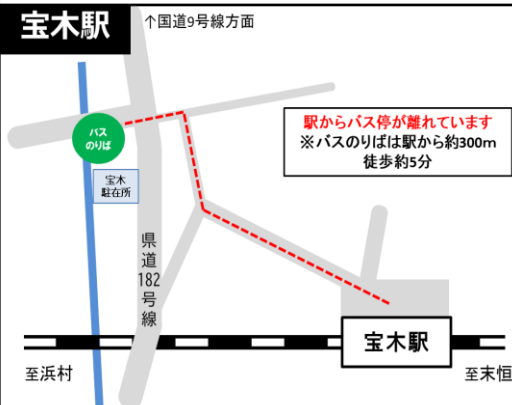 宝木駅
↑国道9号線方面
バス
のりば
駅からバス停が離れています
※バスのりばは駅から約300m
徒歩約5分
宝木
駐在所
県道182号線
宝木駅
至浜村
至末恒